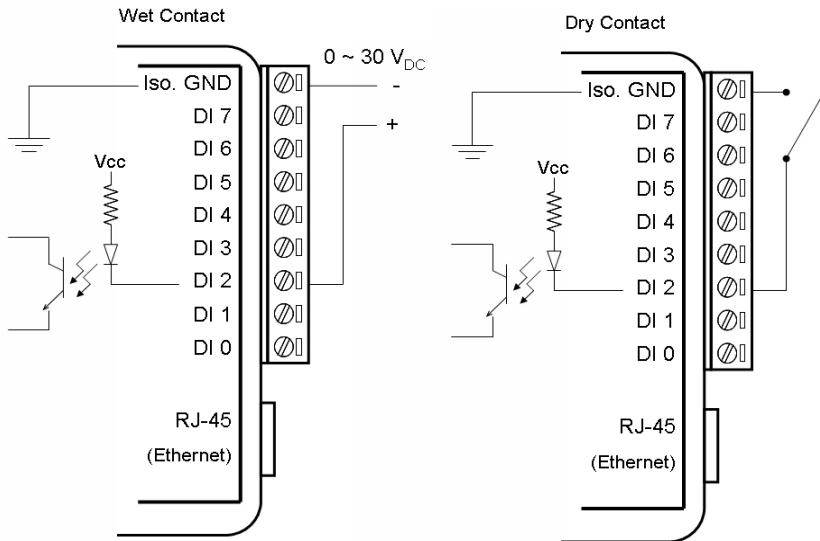 Wet Contact
0 ~ 30 VDC
Iso. GND
-
DI 7
+
DI 6
Vcc
DI 5
DI 4
DI 3
DI 2
DI 1
DI 0
RJ-45
(Ethernet)
Dry Contact
Iso. GND
DI 7
DI 6
Vcc
DI 5
DI 4
DI 3
DI 2
DI 1
DI 0
RJ-45
(Ethernet)